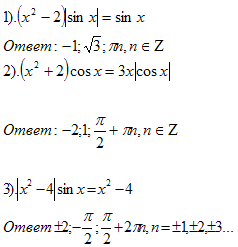 1).(x² − 2)|sin x| = sin x
Ответ: −1; √3; πn, n ∈ Z
2).(x² + 2)cos x = 3x|cos x|
Ответ: −2;1; π/2 + πn, n ∈ Z
3).|x² − 4|sin x = x² − 4
Ответ ±2; −π/2; π/2 + 2πn, n = ±1, ±2, ±3...